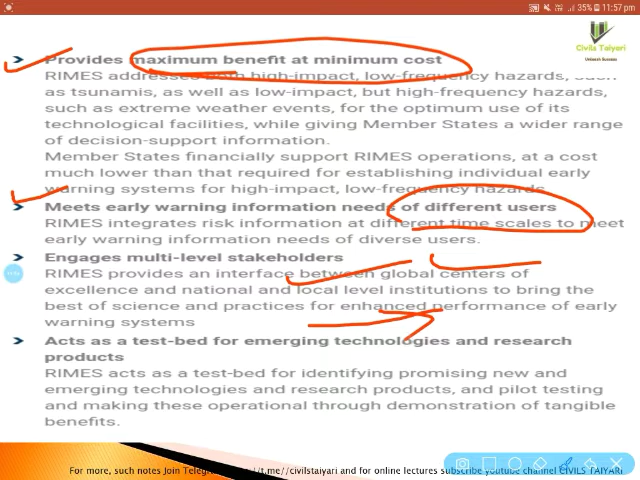 35% 11:57 pm
Civils Taiyari
Unleash Success
Provides maximum benefit at minimum cost
RIMES addresses both high-impact, low-frequency hazards, such
as tsunamis, as well as low-impact, but high-frequency hazards,
such as extreme weather events, for the optimum use of its
technological facilities, while giving Member States a wider range
of decision-support information.
Member States financially support RIMES operations, at a cost
much lower than that required for establishing individual early
warning systems for high-impact, low-frequency hazards
Meets early warning information needs of different users
RIMES integrates risk information at different time scales to meet
early warning information needs of diverse users.
Engages multi-level stakeholders
RIMES provides an interface between global centers of
excellence and national and local level institutions to bring the
best of science and practices for enhanced performance of early
warning systems
Acts as a test-bed for emerging technologies and research
products
RIMES acts as a test-bed for identifying promising new and
emerging technologies and research products, and pilot testing
and making these operational through demonstration of tangible
benefits.
For more, such notes Join Telegram http://t.me//civilstaiyari and for online lectures subscribe youtube channel CIVILS TAIYARI